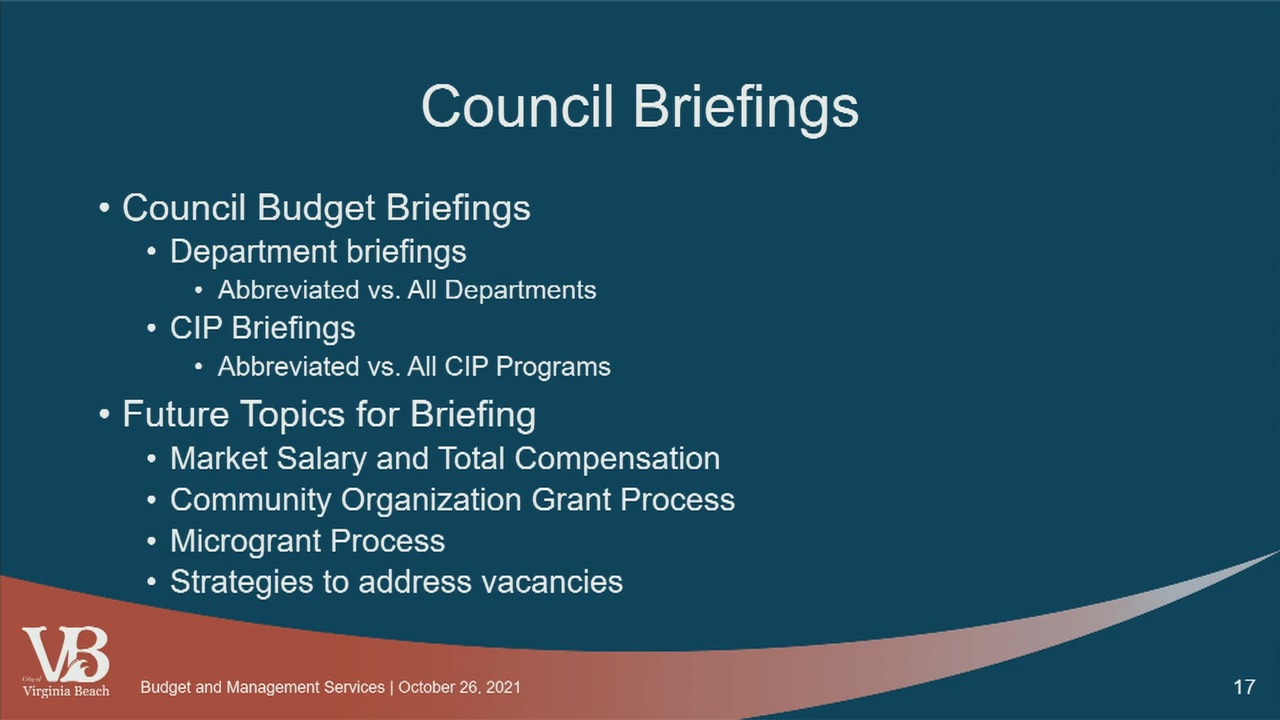 Council Briefings
• Council Budget Briefings
• Department briefings
• Abbreviated vs. All Departments
• CIP Briefings
• Abbreviated vs. All CIP Programs
• Future Topics for Briefing
• Market Salary and Total Compensation
• Community Organization Grant Process
• Microgrant Process
• Strategies to address vacancies
VB
City of
Virginia Beach
Budget and Management Services | October 26, 2021
17